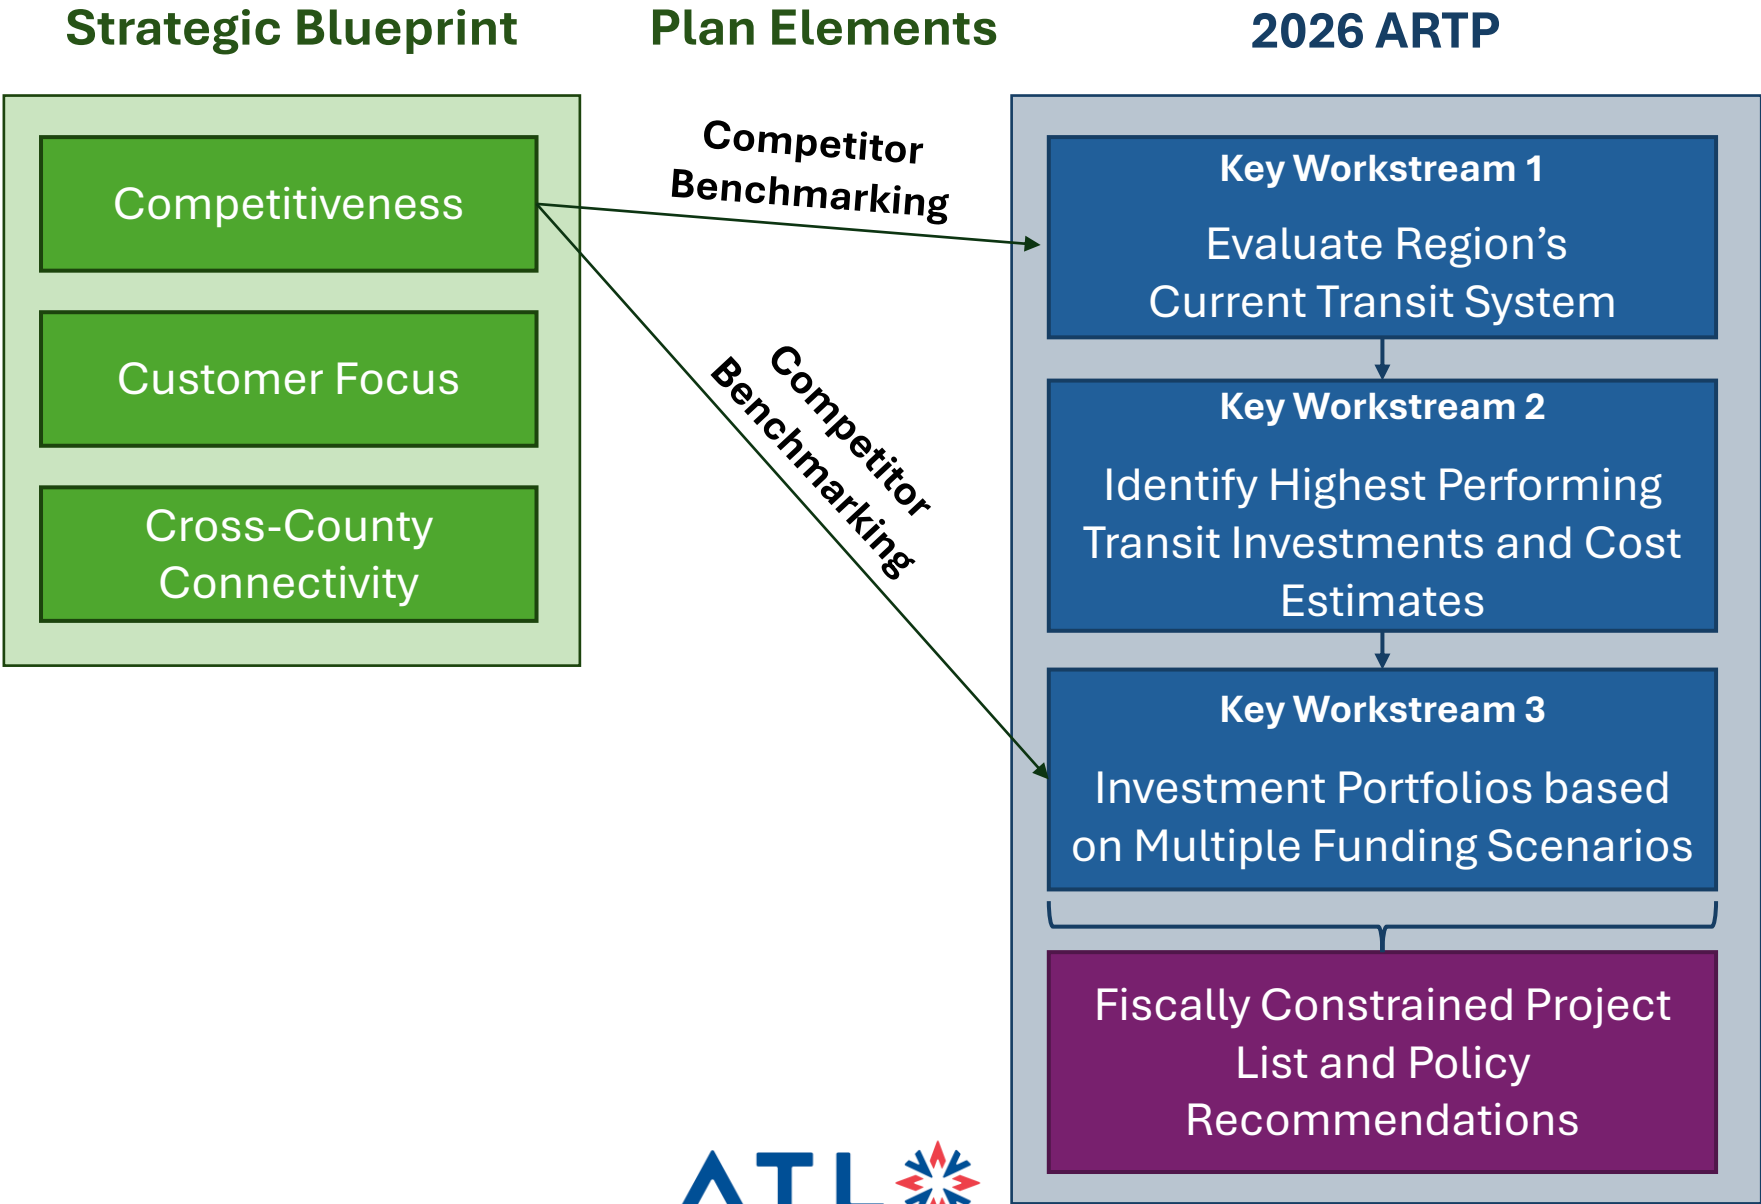 Strategic Blueprint
Plan Elements
2026 ARTP
Competitiveness
Customer Focus
Cross-County
Connectivity
Competitor
Benchmarking
Competitor
Benchmarking
Key Workstream 1
Evaluate Region’s
Current Transit System
Key Workstream 2
Identify Highest Performing
Transit Investments and Cost
Estimates
Key Workstream 3
Investment Portfolios based
on Multiple Funding Scenarios
Fiscally Constrained Project
List and Policy
Recommendations
ATL